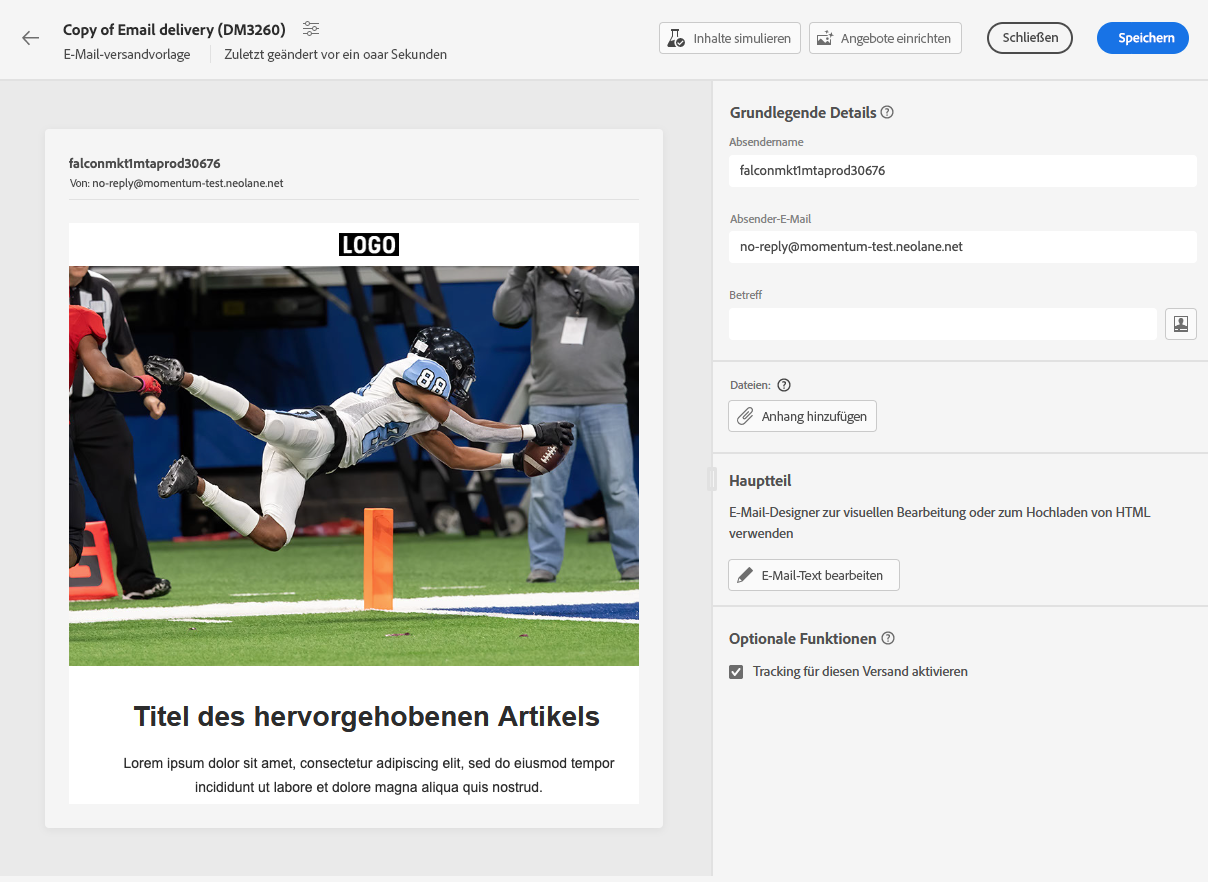 Copy of Email delivery (DM3260)
E-Mail-versandvorlage
Zuletzt geändert vor ein oaar Sekunden
Inhalte simulieren
Angebote einrichten
Schließen
Speichern
falconmkt1mtaprod30676
Von: no-reply@momentum-test.neolane.net
LOGO
88
Titel des hervorgehobenen Artikels
Lorem ipsum dolor sit amet, consectetur adipiscing elit, sed do eiusmod tempor
incididunt ut labore et dolore magna aliqua quis nostrud.
Grundlegende Details
Absendername
falconmkt1mtaprod30676
Absender-E-Mail
no-reply@momentum-test.neolane.net
Betreff
Dateien:
Anhang hinzufügen
Hauptteil
E-Mail-Designer zur visuellen Bearbeitung oder zum Hochladen von HTML
verwenden
E-Mail-Text bearbeiten
Optionale Funktionen
Tracking für diesen Versand aktivieren